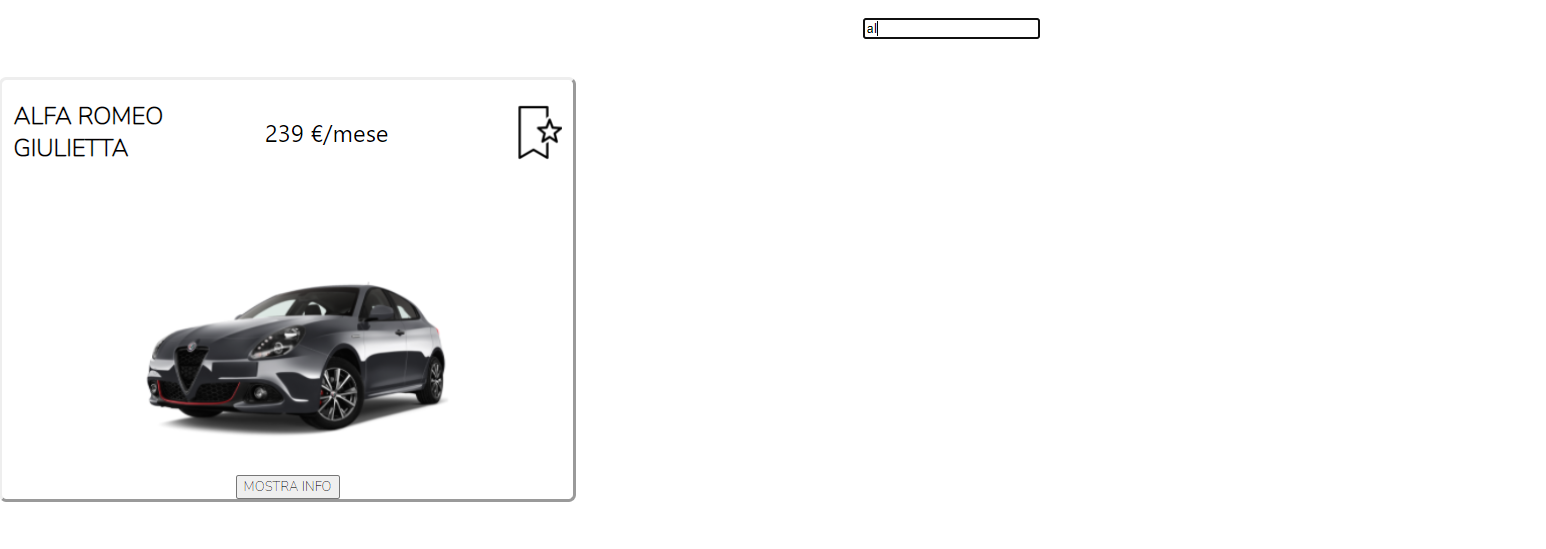 al
ALFA ROMEO
GIULIETTA
239 €/mese
MOSTRA INFO